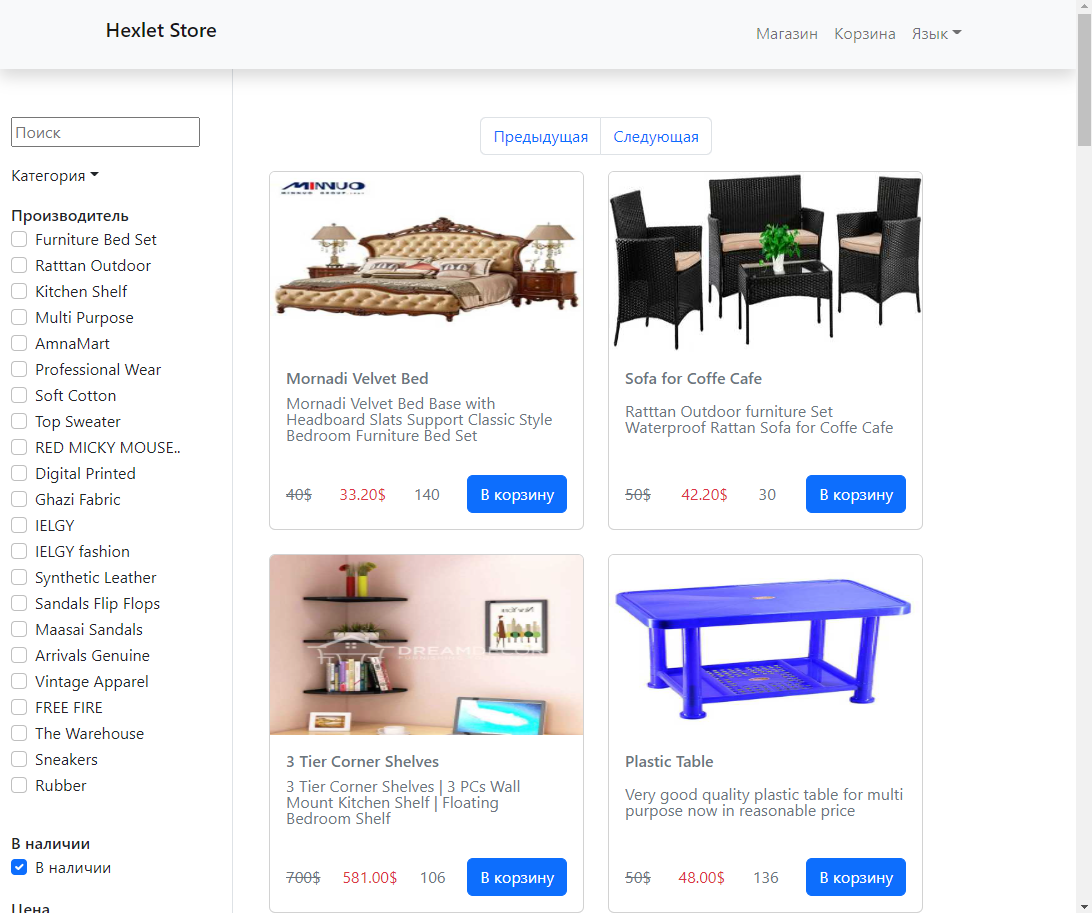 Hexlet Store
Магазин Корзина Язык
Поиск
Категория
Производитель
Furniture Bed Set
Ratttan Outdoor
Kitchen Shelf
Multi Purpose
AmnaMart
Professional Wear
Soft Cotton
Top Sweater
RED MICKY MOUSE..
Digital Printed
Ghazi Fabric
IELGY
IELGY fashion
Synthetic Leather
Sandals Flip Flops
Maasai Sandals
Arrivals Genuine
Vintage Apparel
FREE FIRE
The Warehouse
Sneakers
Rubber
В наличии
В наличии
Цена
Предыдущая Следующая
MINNUO
Mornadi Velvet Bed
Mornadi Velvet Bed Base with
Headboard Slats Support Classic Style
Bedroom Furniture Bed Set
40$ 33.20$ 140 В корзину
Sofa for Coffe Cafe
Ratttan Outdoor furniture Set
Waterproof Rattan Sofa for Coffe Cafe
50$ 42.20$ 30 В корзину
3 Tier Corner Shelves
3 Tier Corner Shelves | 3 PCs Wall
Mount Kitchen Shelf | Floating
Bedroom Shelf
700$ 581.00$ 106 В корзину
Plastic Table
Very good quality plastic table for multi
purpose now in reasonable price
50$ 48.00$ 136 В корзину